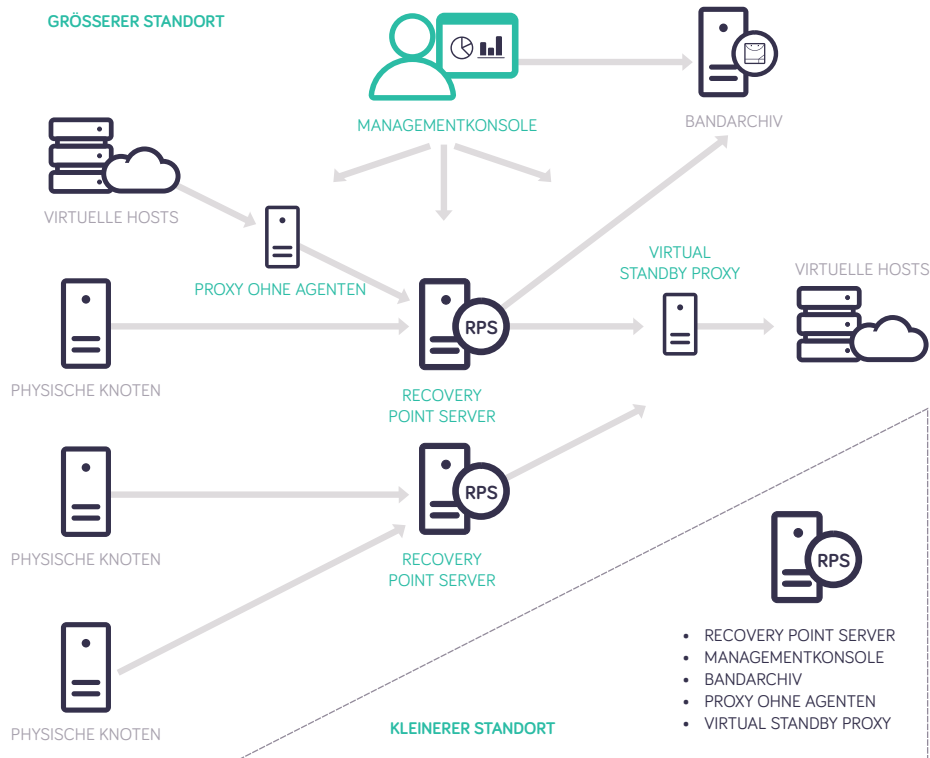 GRÖSSERER STANDORT
MANAGEMENTKONSOLE
BANDARCHIV
VIRTUELLE HOSTS
PROXY OHNE AGENTEN
VIRTUAL
STANDBY PROXY
VIRTUELLE HOSTS
PHYSISCHE KNOTEN
RPS
RECOVERY
POINT SERVER
PHYSISCHE KNOTEN
RPS
RECOVERY
POINT SERVER
PHYSISCHE KNOTEN
KLEINERER STANDORT
RPS
• RECOVERY POINT SERVER
• MANAGEMENTKONSOLE
• BANDARCHIV
• PROXY OHNE AGENTEN
• VIRTUAL STANDBY PROXY